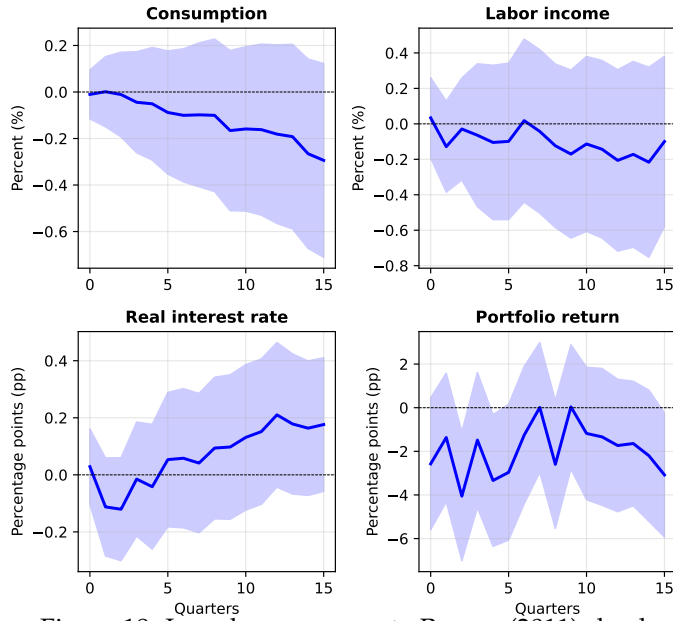 Consumption
Labor income
Percent (%)
0.2
0.0
−0.2
−0.4
−0.6
0 5 10 15
Percent (%)
0.4
0.2
0.0
−0.2
−0.4
−0.6
−0.8
0 5 10 15
Real interest rate
Portfolio return
Percentage points (pp)
0.4
0.2
0.0
−0.2
0 5 10 15
Quarters
Percentage points (pp)
2
0
−2
−4
−6
0 5 10 15
Quarters
(2011)